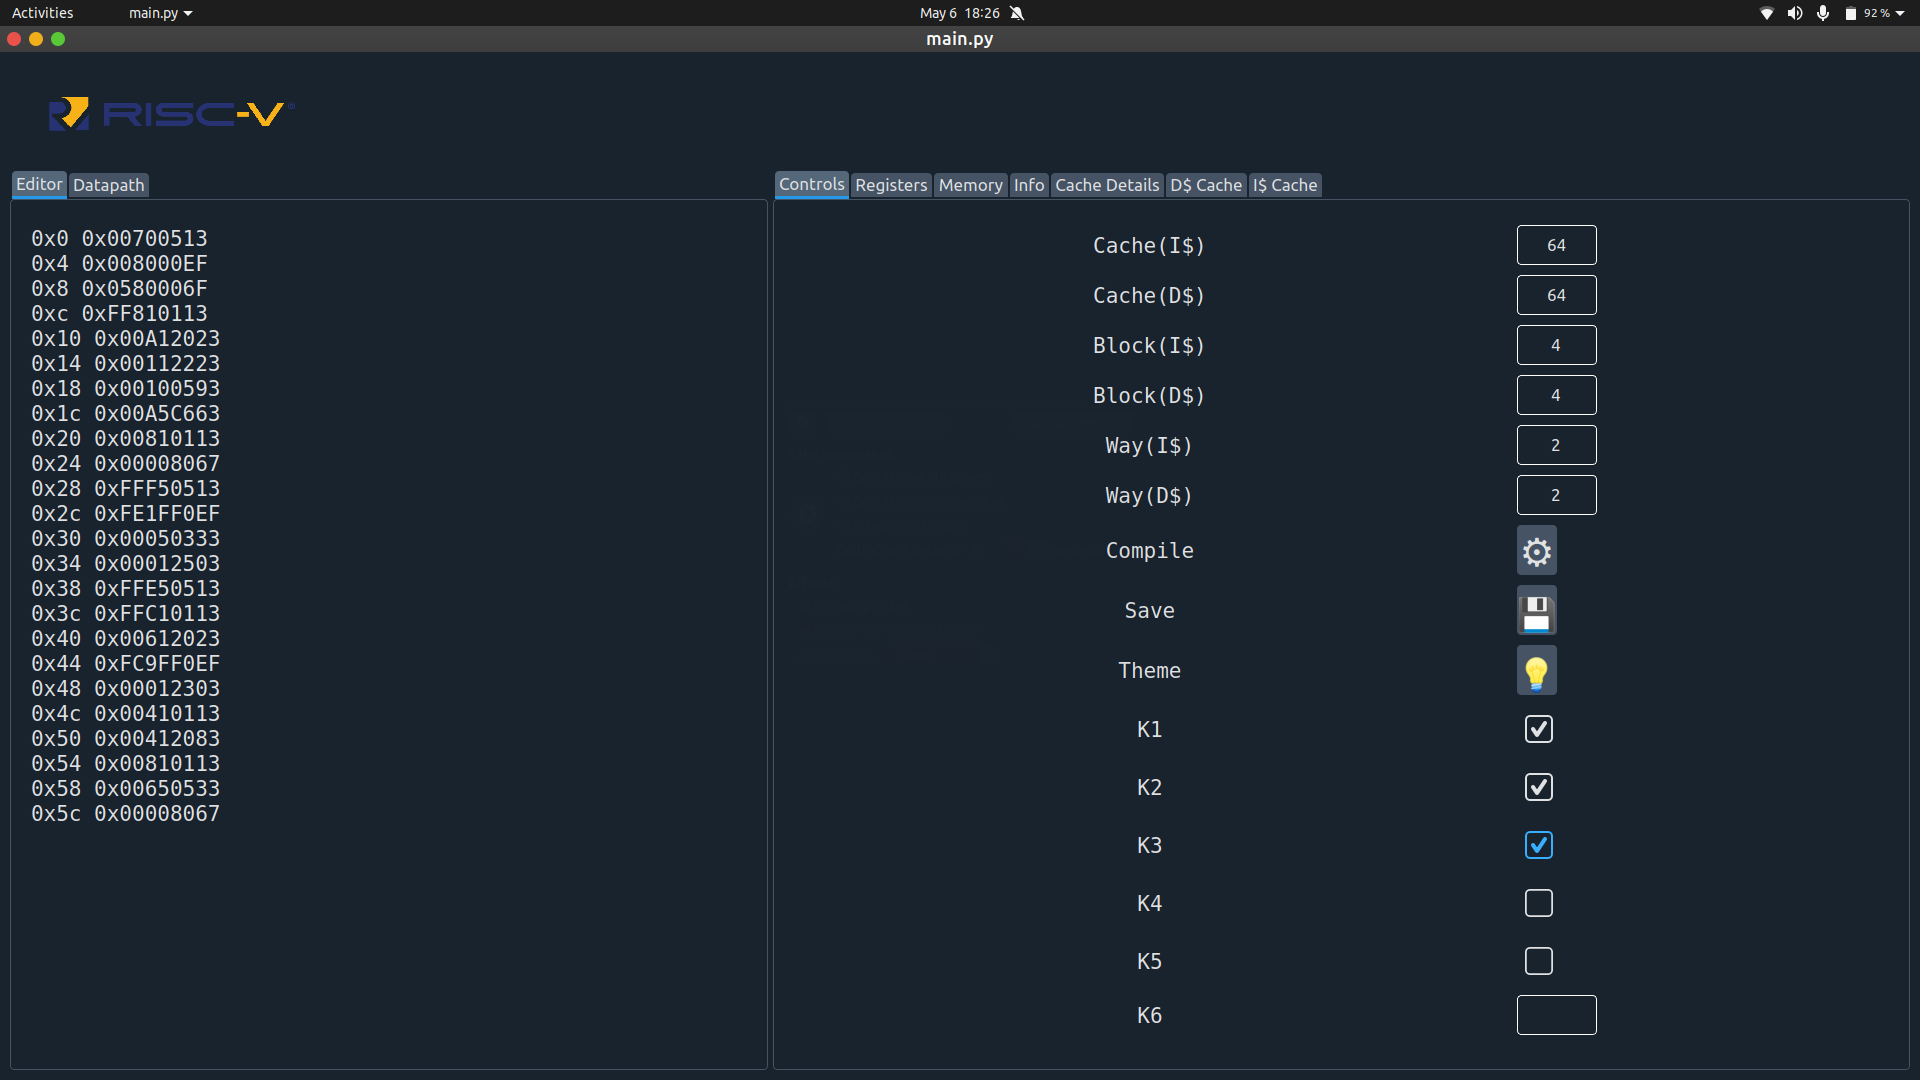 Activities main.py May 6 18:26 92 %
main.py
RISC-V®
Editor Datapath
0x0 0x00700513
0x4 0x008000EF
0x8 0x0580006F
0xc 0xFF810113
0x10 0x00A12023
0x14 0x00112223
0x18 0x00100593
0x1c 0x00A5C663
0x20 0x00810113
0x24 0x00008067
0x28 0xFFF50513
0x2c 0xFE1FF0EF
0x30 0x00050333
0x34 0x00012503
0x38 0xFFE50513
0x3c 0xFFC10113
0x40 0x00612023
0x44 0xFC9FF0EF
0x48 0x00012303
0x4c 0x00410113
0x50 0x00412083
0x54 0x00810113
0x58 0x00650533
0x5c 0x00008067
Controls Registers Memory Info Cache Details D$ Cache I$ Cache
Cache(I$) 64
Cache(D$) 64
Block(I$) 4
Block(D$) 4
Way(I$) 2
Way(D$) 2
Compile
Save
Theme
K1
K2
K3
K4
K5
K6